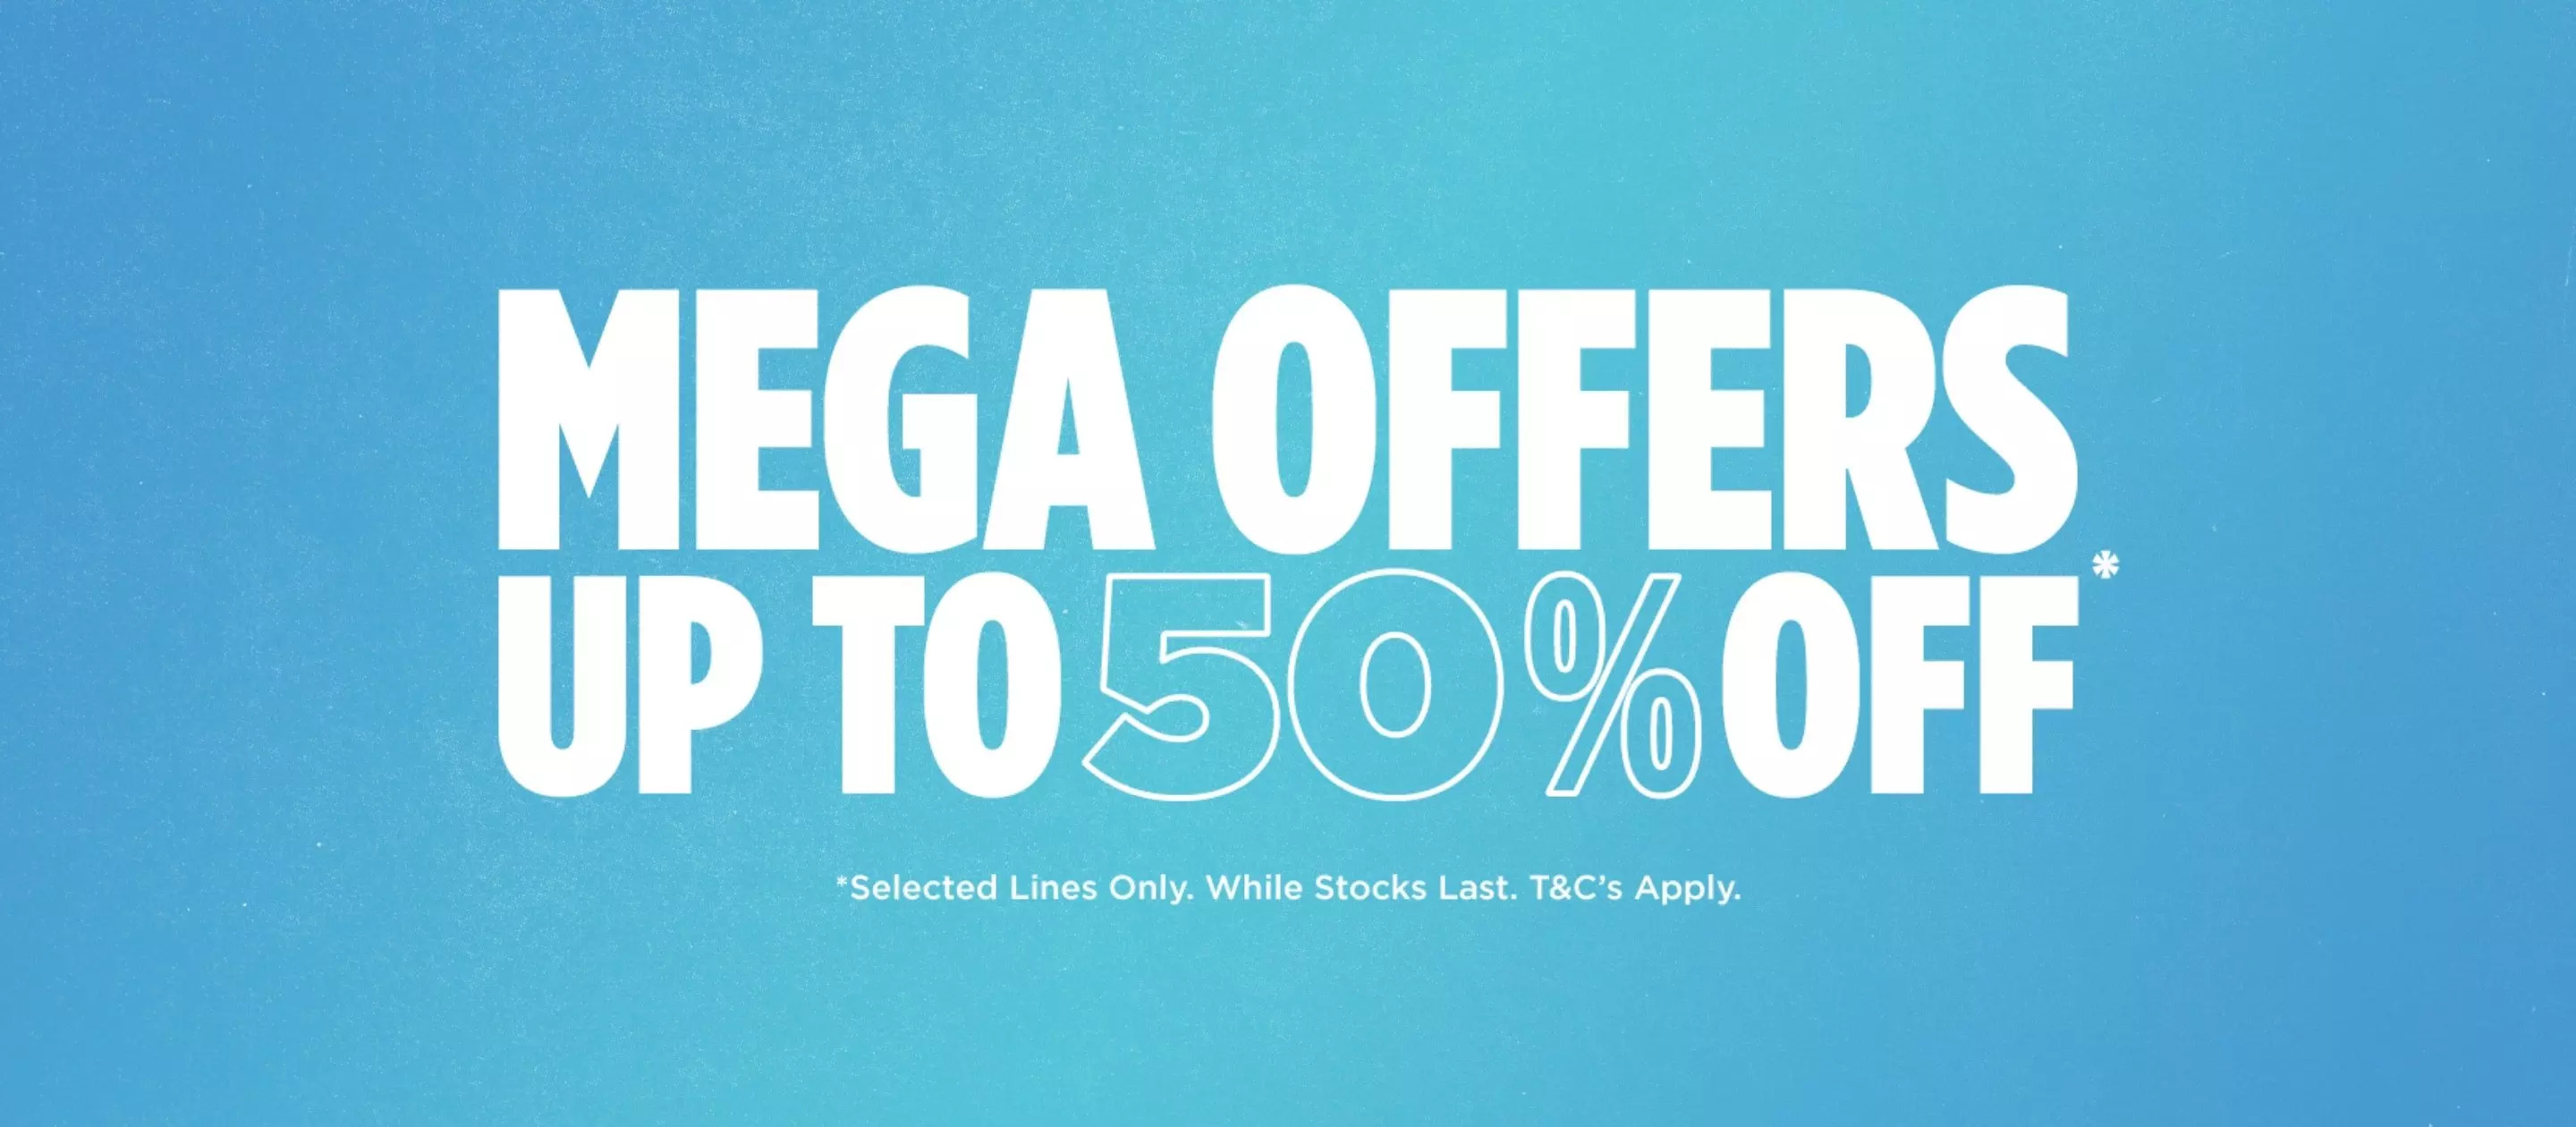 MEGA OFFERS
UP TO 50% OFF*
*Selected Lines Only. While Stocks Last. T&C’s Apply.